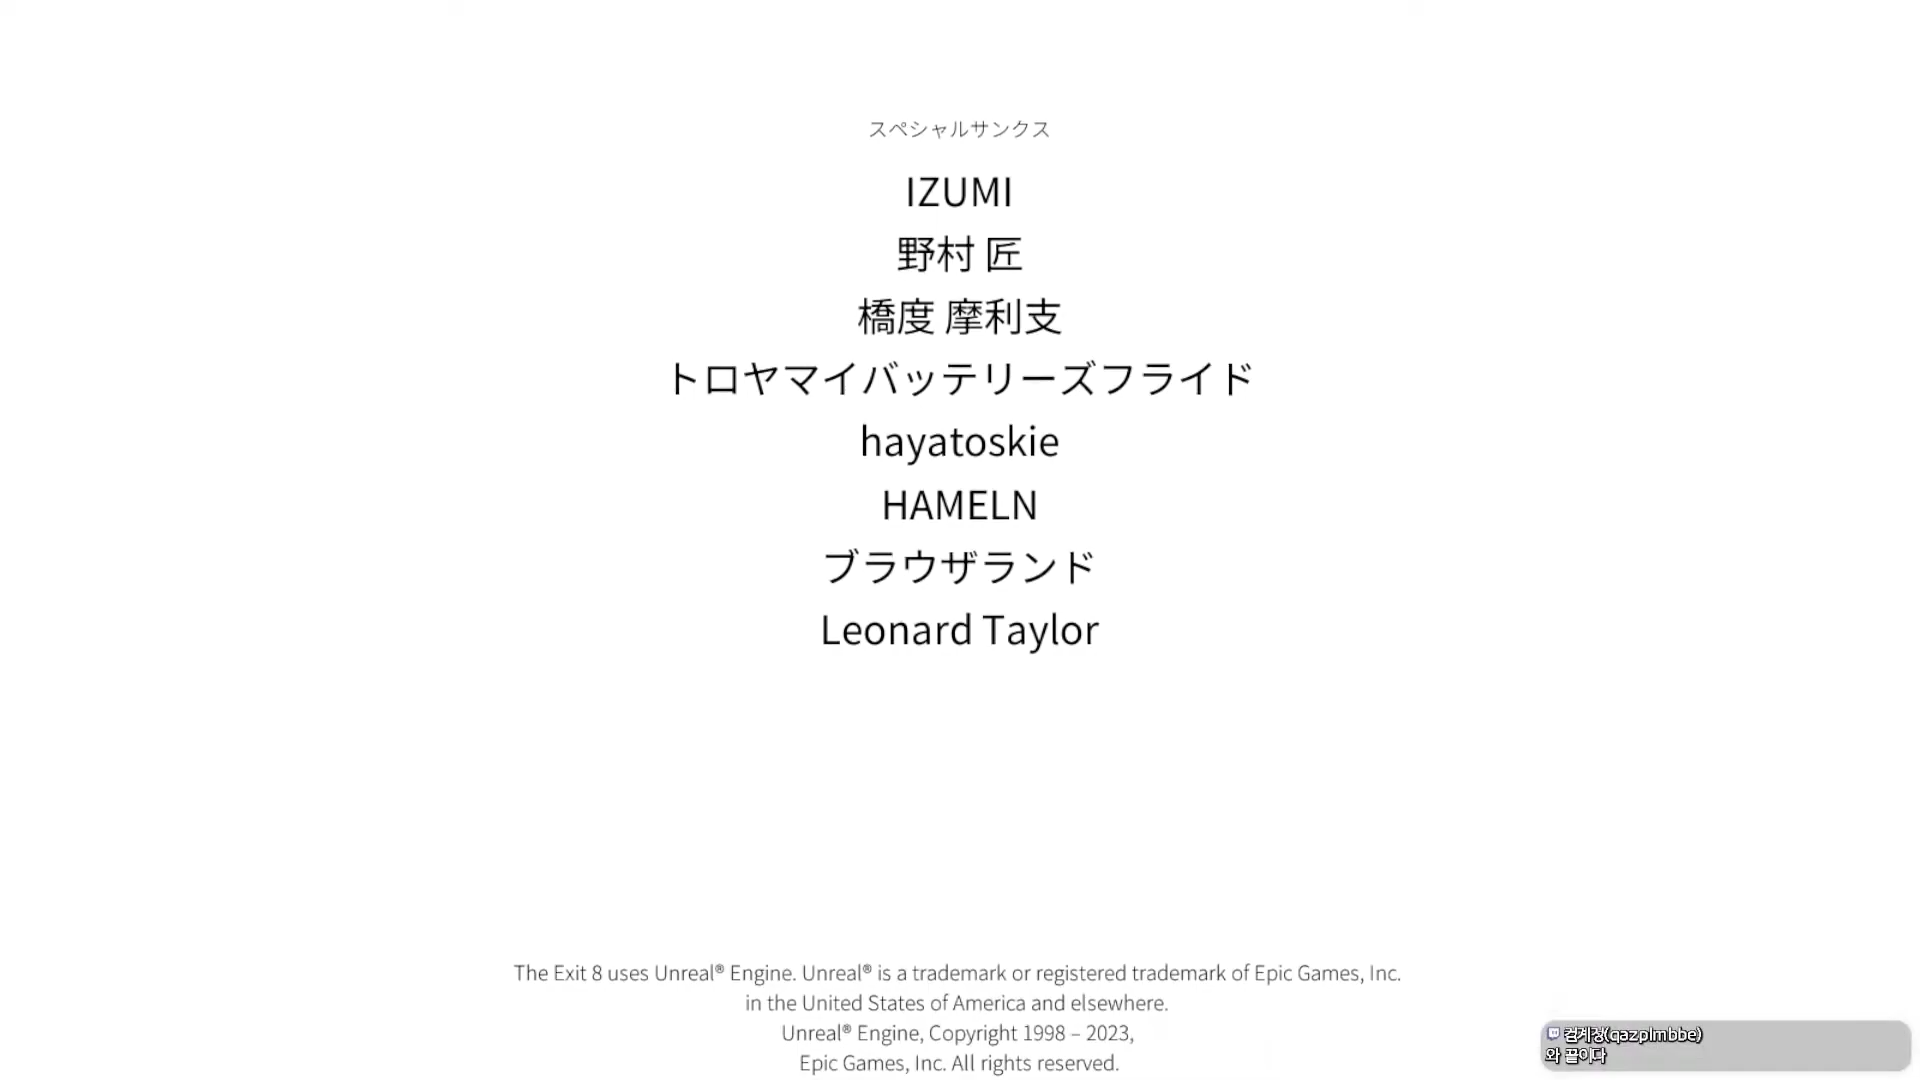 スペシャルサンクス
IZUMI
野村 匠
橋度 摩利支
トロヤマイバッテリーズフライド
hayatoskie
HAMELN
ブラウザランド
Leonard Taylor
The Exit 8 uses Unreal® Engine. Unreal® is a trademark or registered trademark of Epic Games, Inc.
in the United States of America and elsewhere.
Unreal® Engine, Copyright 1998 – 2023,
Epic Games, Inc. All rights reserved.
(qazplmbbe)
와 끝이다